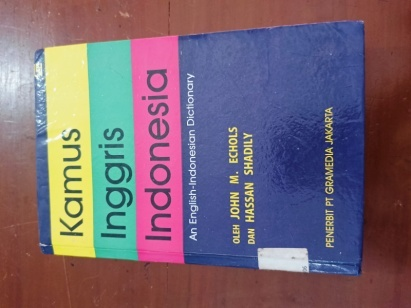 Kamus
Inggris
Indonesia
An English-Indonesian Dictionary
OLEH JOHN M. ECHOLS
DAN HASSAN SHADILY
PENERBIT PT GRAMEDIA JAKARTA